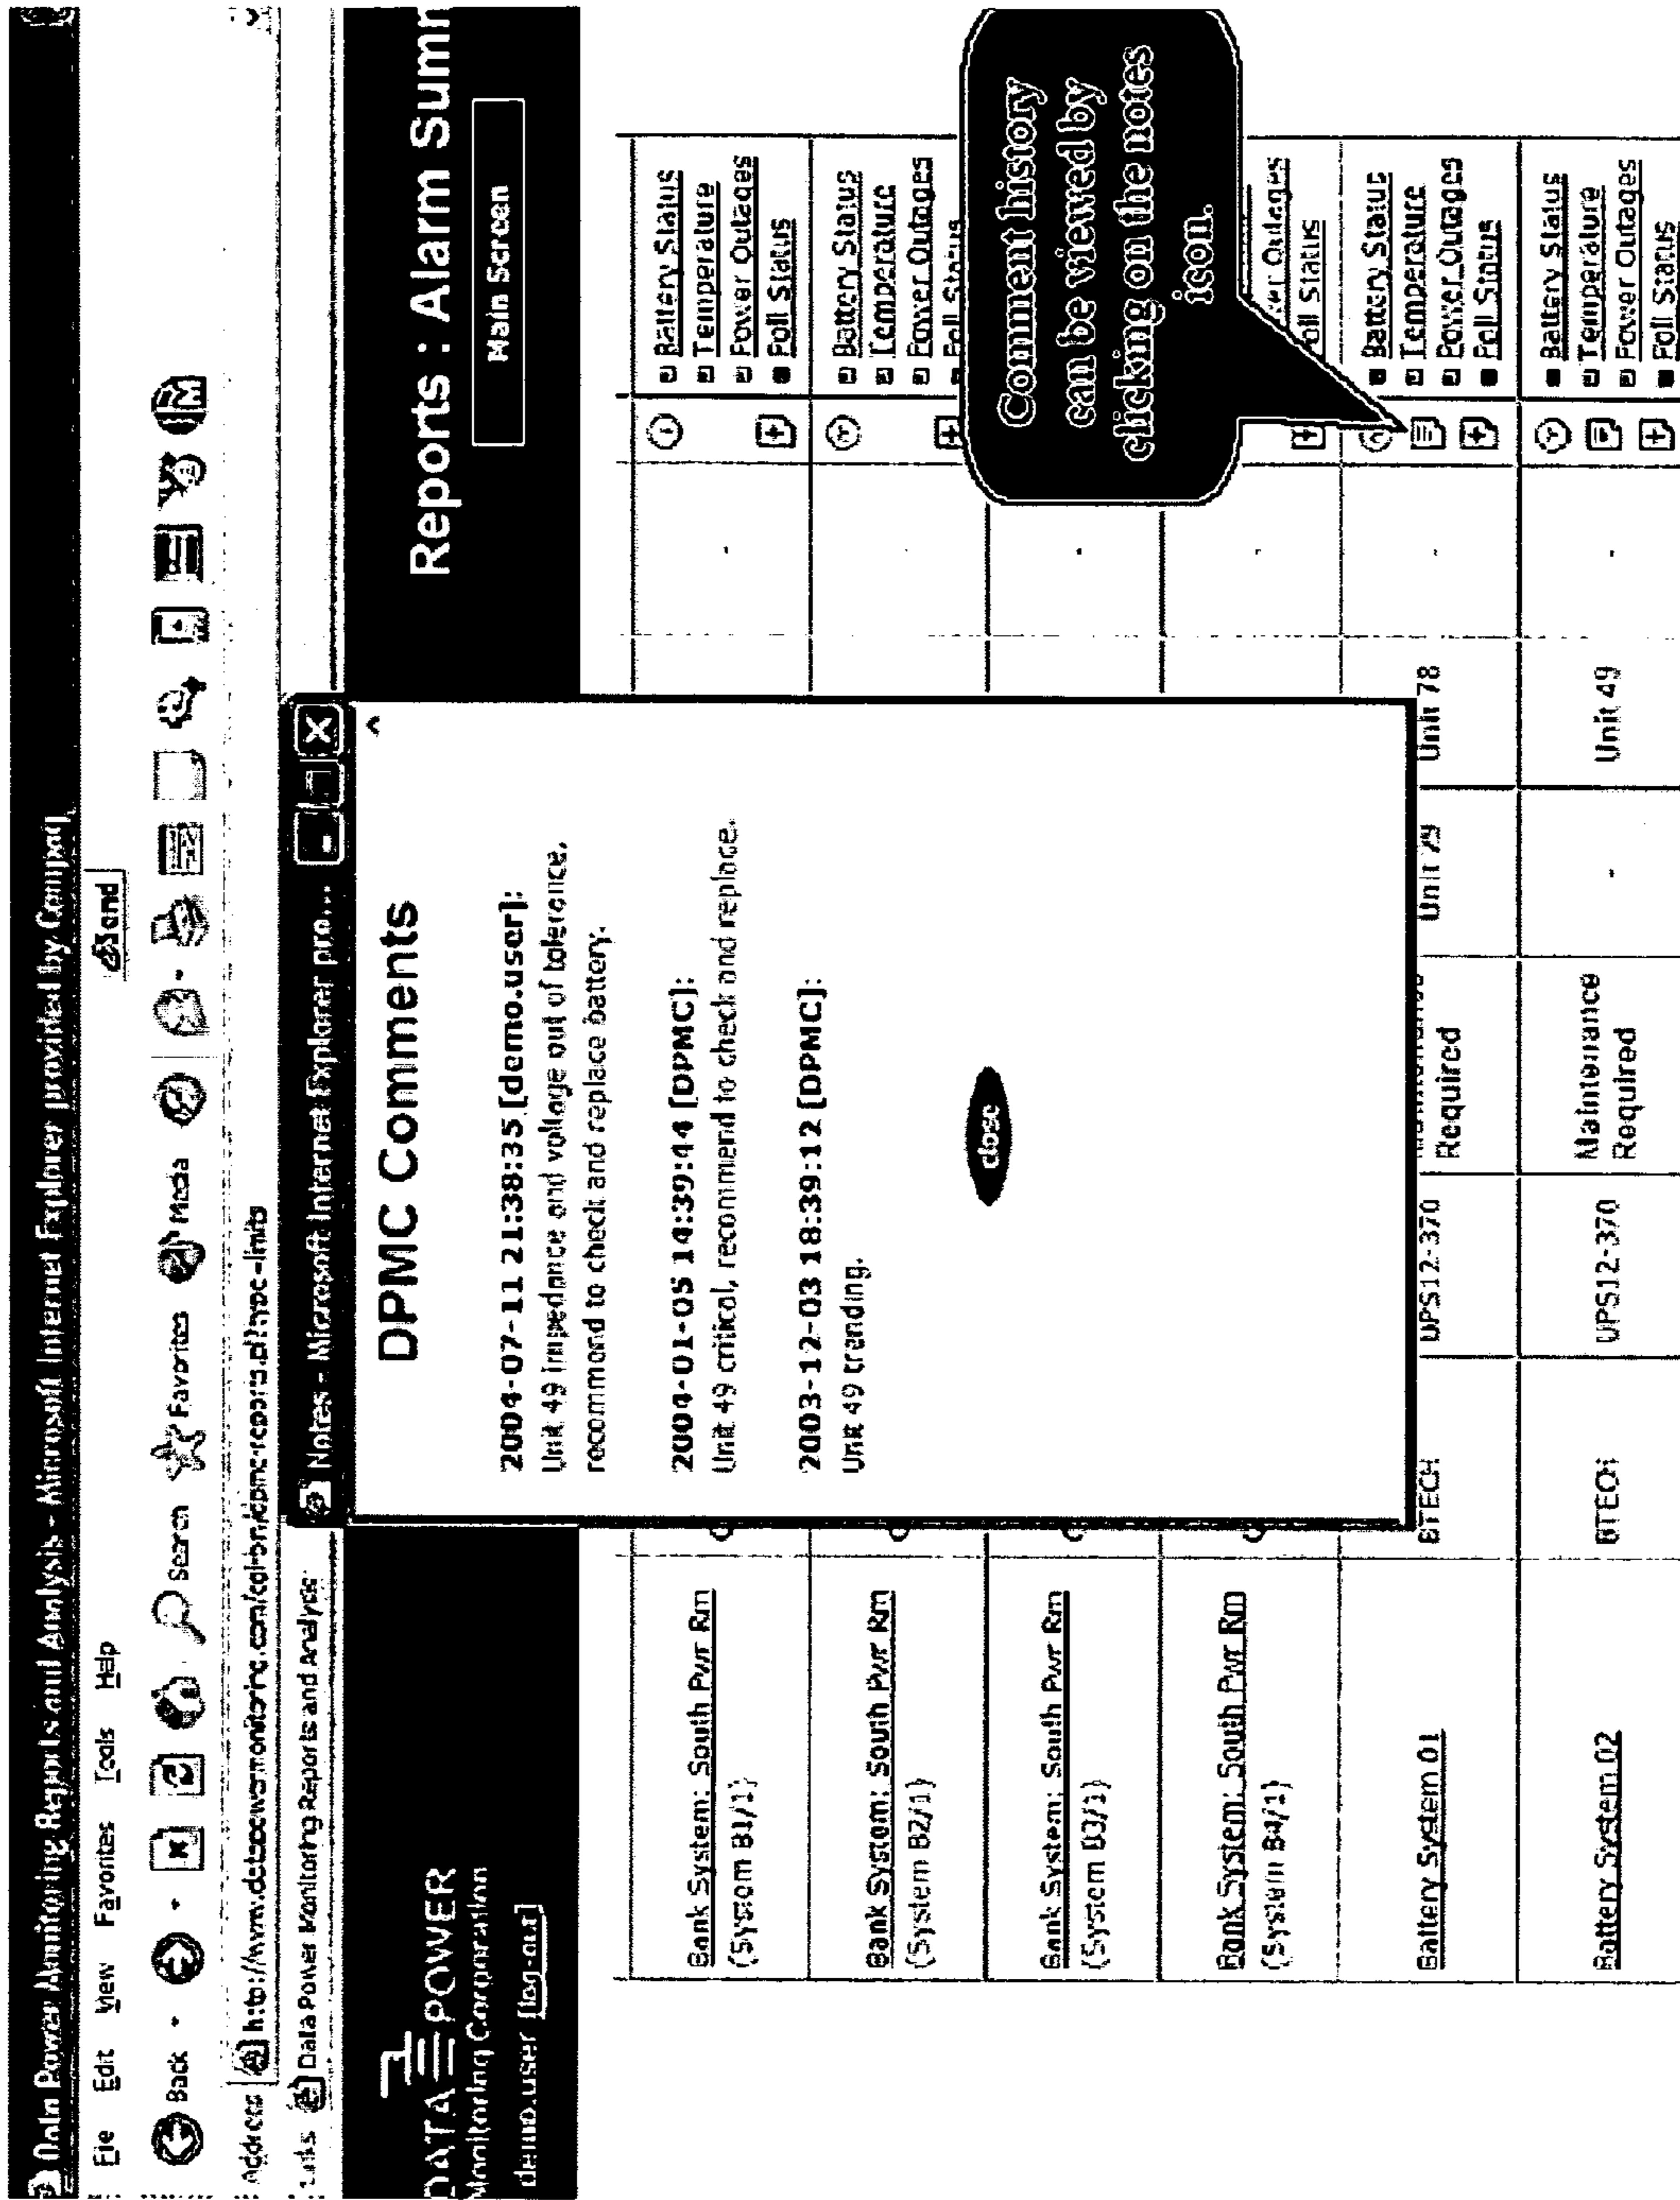 Data Power Monitoring Reports and Analysis - Microsoft Internet Explorer provided by Compaq
File Edit View Favorites Tools Help
Send
Back Search Favorites Media
Address http://www.datapowermonitoring.com/cgi-bin/dpmc-reports.pl?type=limits
Links Data Power Monitoring Reports and Analysis
DATA POWER
Monitoring Corporation
demo.user [log-out]
Reports : Alarm Summ
Main Screen
Notes - Microsoft Internet Explorer pro...
DPMC Comments
2004-07-11 21:38:35 [demo.user]:
Unit 49 impedance and voltage out of tolerance,
recommend to check and replace battery.
2004-01-05 14:39:44 [DPMC]:
Unit 49 critical, recommend to check and replace.
2003-12-03 18:39:12 [DPMC]:
Unit 49 trending.
close
Bank System: South Pwr Rm
(System B1/1)
Battery Status
Temperature
Power Outages
Poll Status
Bank System: South Pwr Rm
(System B2/1)
Battery Status
Temperature
Power Outages
Poll Status
Bank System: South Pwr Rm
(System B3/1)
Comment history
can be viewed by
clicking on the notes
icon.
Bank System: South Pwr Rm
(System B4/1)
Outages
Status
Battery System 01
BTECH
UPS12-370
Required
Unit 78
Battery Status
Temperature
Power Outages
Poll Status
Battery System 02
BTECH
UPS12-370
Maintenance
Required
-
Unit 49
-
Battery Status
Temperature
Power Outages
Poll Status